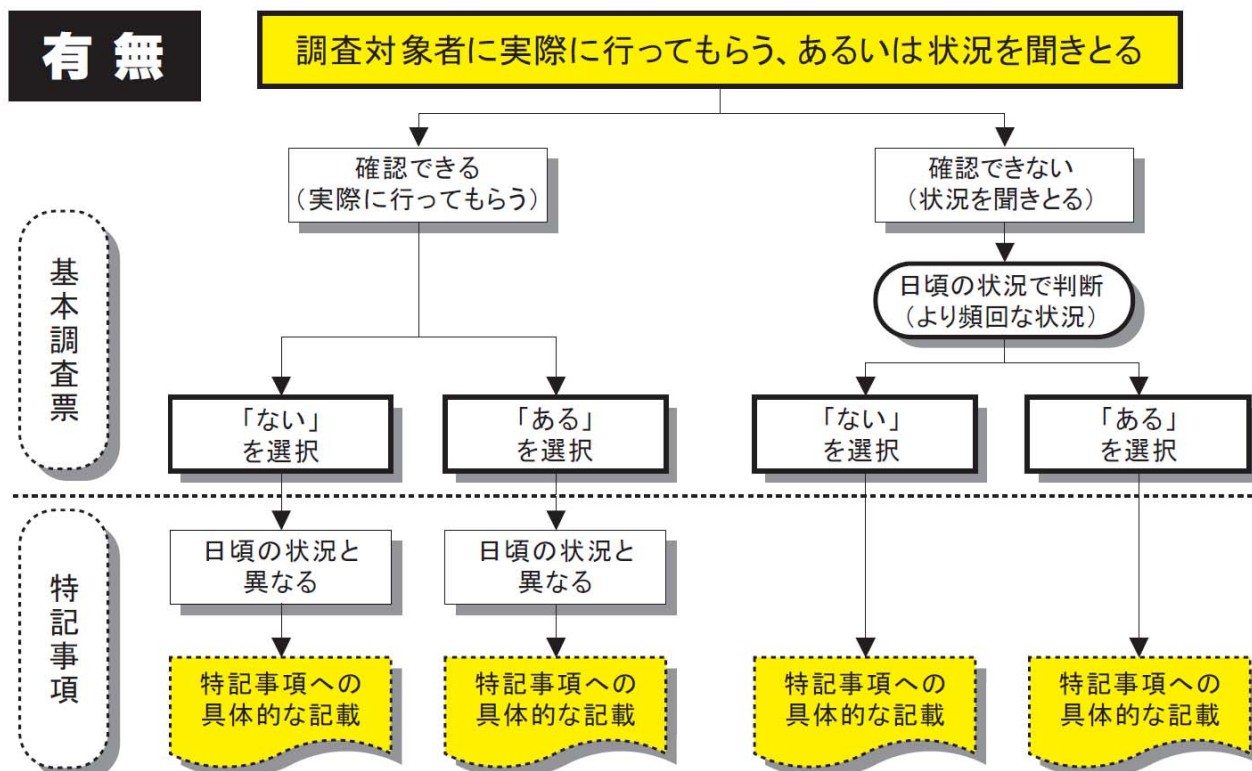 有無
調査対象者に実際に行ってもらう、あるいは状況を聞きとる
確認できる
（実際に行ってもらう）
確認できない
（状況を聞きとる）
基本調査票
日頃の状況で判断
（より頻回な状況）
「ない」
を選択
「ある」
を選択
「ない」
を選択
「ある」
を選択
特記事項
日頃の状況と
異なる
日頃の状況と
異なる
特記事項への
具体的な記載
特記事項への
具体的な記載
特記事項への
具体的な記載
特記事項への
具体的な記載